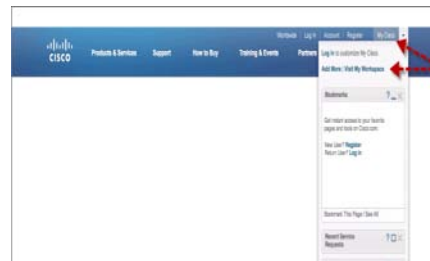 Worldwide Log In Account Register My Cisco
CISCO
Products & Services Support How to Buy Training & Events Partners
Log In to customize My Cisco
Add More | Visit My Workspace
Bookmarks ? _ X
Get instant access to your favorite
pages and tools on Cisco.com
New User? Register
Return User? Log In
Bookmark This Page | See All
Recent Service
Requests